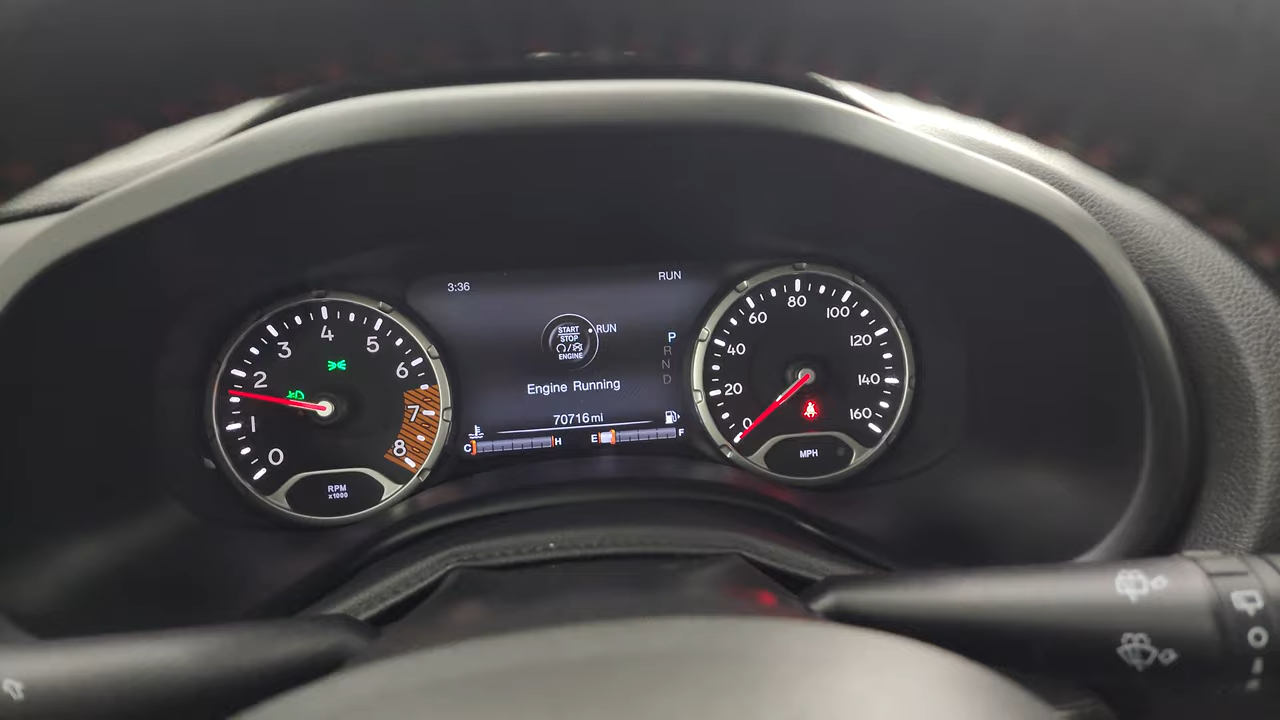 3:36
RUN
START
STOP
ENGINE
RUN
Engine Running
70716 mi
C
H
E
F
P
R
N
D
0
1
2
3
4
5
6
7
8
RPM
x1000
0
20
40
60
80
100
120
140
160
MPH